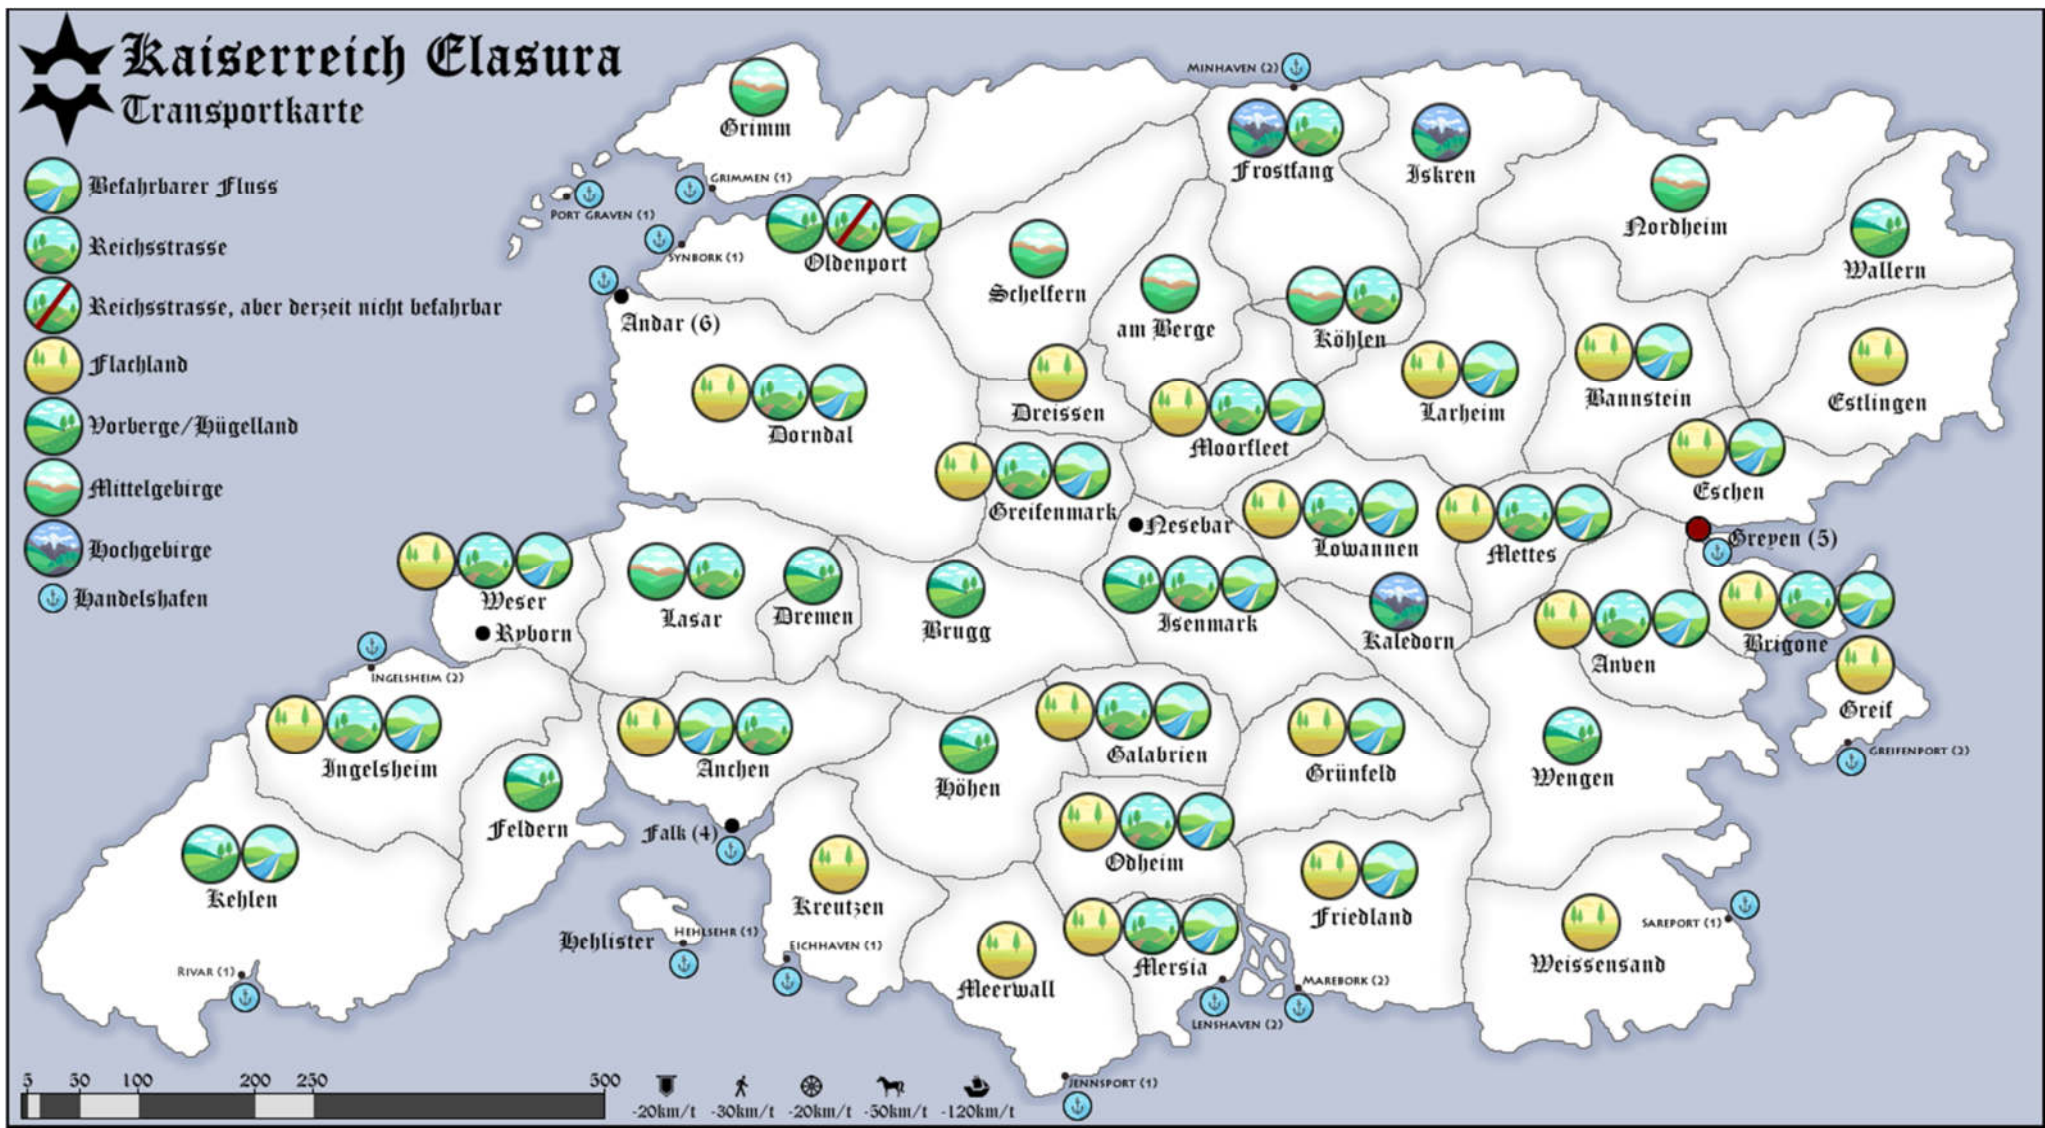 Kaiserreich Elasura
Transportkarte
Befahrbarer Fluss
Reichsstrasse
Reichsstrasse, aber derzeit nicht befahrbar
Flachland
Vorberge/Hügelland
Mittelgebirge
Hochgebirge
Handelshafen
MINHAVEN (2)
Grimm
Frostfang
Iskren
GRIMMEN (1)
PORT GRAVEN (1)
Nordheim
SYNBORK (1)
Oldenport
Wallern
Schelfern
Andar (6)
am Berge
Köhlen
Dreissen
Larheim
Bannstein
Estlingen
Dorndal
Moorfleet
Eschen
Greifenmark
Nesebar
Lowannen
Mettes
Greyen (5)
Weser
Ryborn
Lasar
Dremen
Brugg
Isenmark
Kaledorn
Anven
Brigone
INGELSHEIM (2)
Greif
GREIFENPORT (2)
Ingelsheim
Anchen
Galabrien
Grünfeld
Wengen
Höhen
Feldern
Falk (4)
Odheim
Kehlen
Kreutzen
Friedland
SAREPORT (1)
Hehlister
HEHLSEHR (1)
EICHHAVEN (1)
Mersia
Weissensand
RIVAR (1)
Meerwall
MAREBORK (2)
LENSHAVEN (2)
JENNSPORT (1)
5 50 100 200 250 500
-20km/t -30km/t -20km/t -50km/t -120km/t